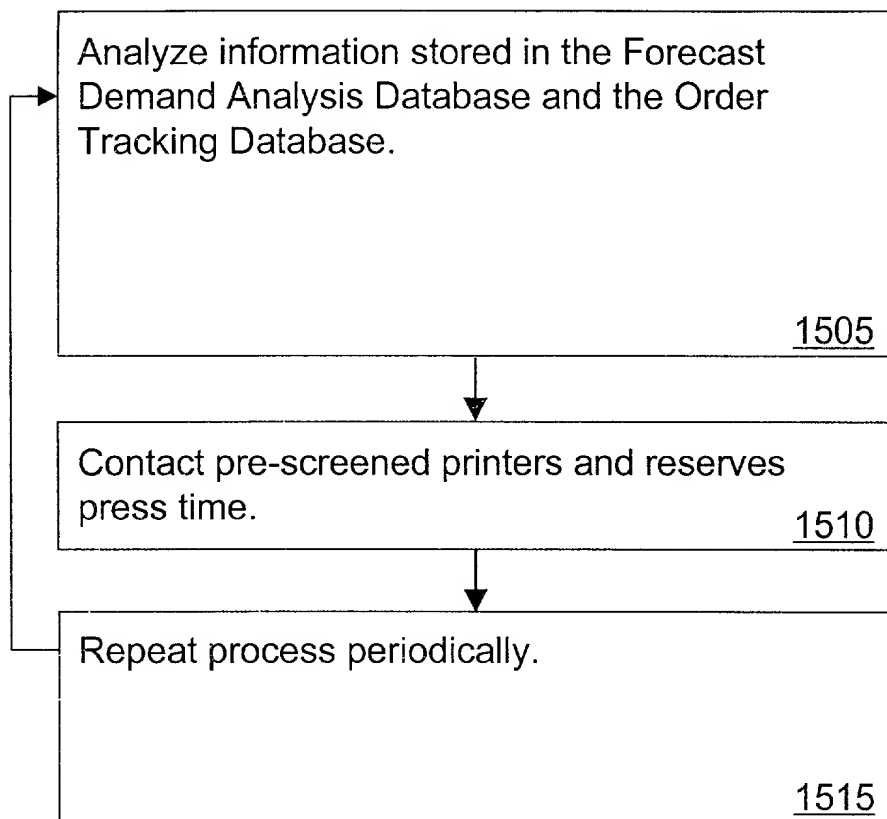 Analyze information stored in the Forecast
Demand Analysis Database and the Order
Tracking Database.
1505
Contact pre-screened printers and reserves
press time.
1510
Repeat process periodically.
1515